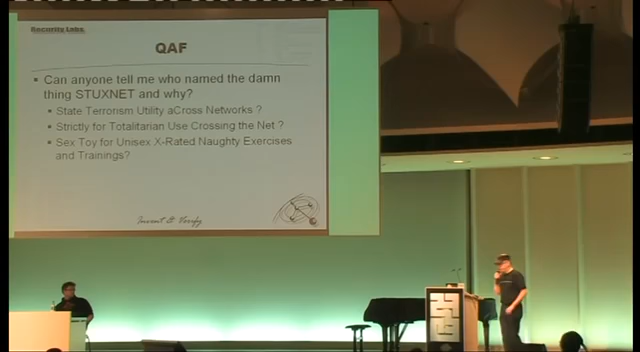 Recurity Labs
QAF
Can anyone tell me who named the damn
thing STUXNET and why?
State Terrorism Utility aCross Networks ?
Strictly for Totalitarian Use Crossing the Net ?
Sex Toy for Unisex X-Rated Naughty Exercises
and Trainings?
Invent & Verify